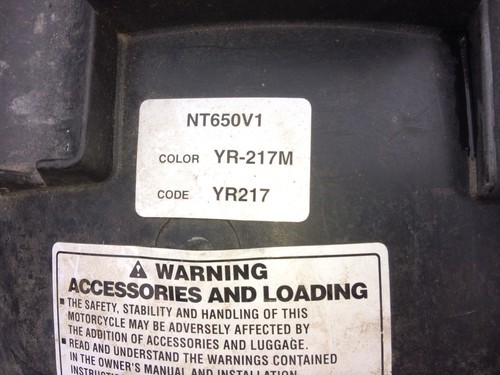 NT650V1
COLOR YR-217M
CODE YR217
⚠ WARNING
ACCESSORIES AND LOADING
■ THE SAFETY, STABILITY AND HANDLING OF THIS
MOTORCYCLE MAY BE ADVERSELY AFFECTED BY
THE ADDITION OF ACCESSORIES AND LUGGAGE.
■ READ AND UNDERSTAND THE WARNINGS CONTAINED
IN THE OWNER'S MANUAL AND INSTALLATION